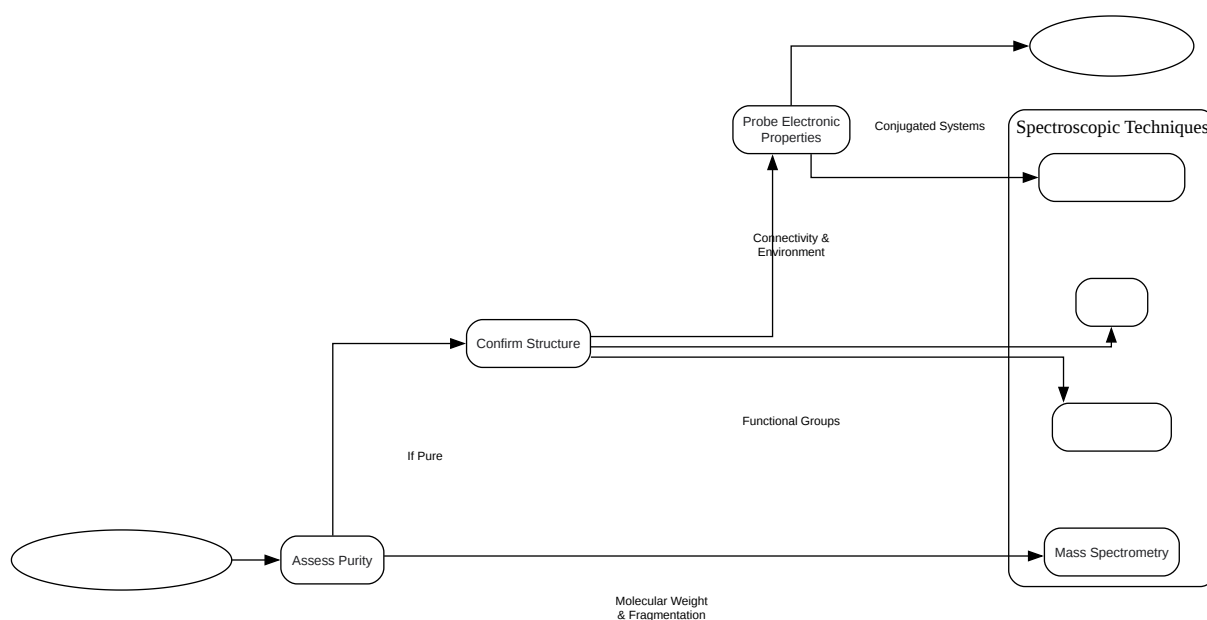 Probe Electronic
Properties
Conjugated Systems
Spectroscopic Techniques
Connectivity &
Environment
Confirm Structure
Functional Groups
If Pure
Assess Purity
Mass Spectrometry
Molecular Weight
& Fragmentation